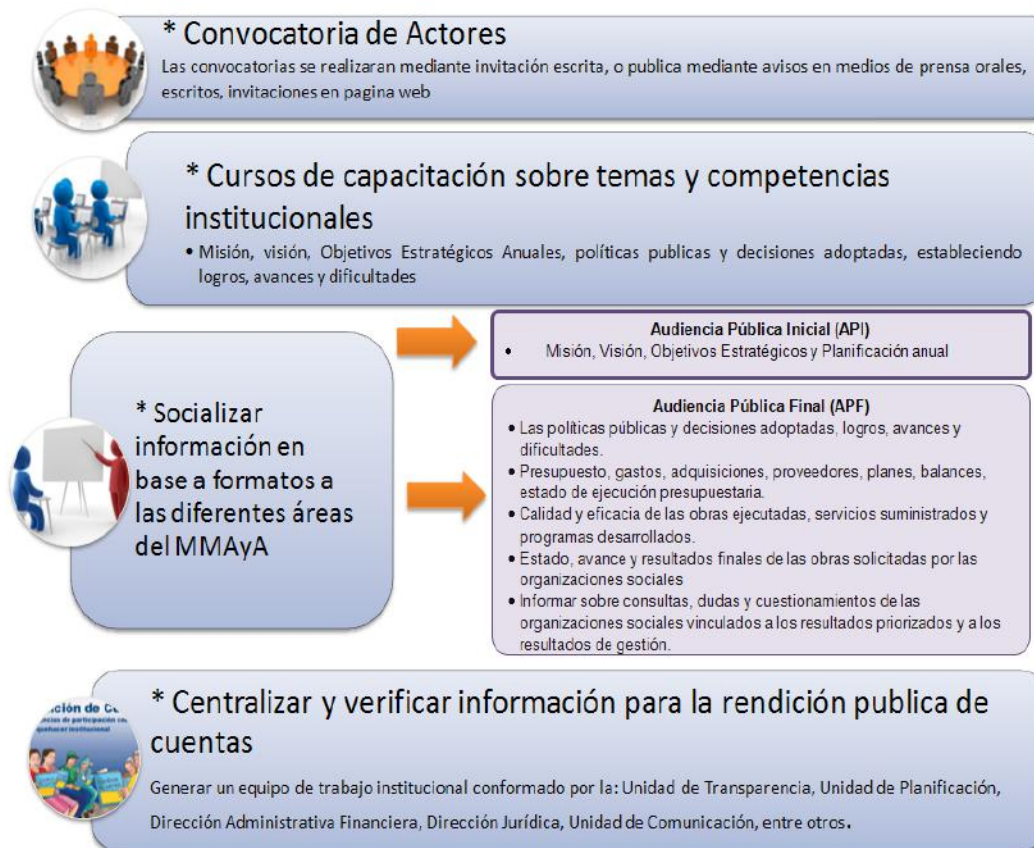 * Convocatoria de Actores
Las convocatorias se realizaran mediante invitación escrita, o publica mediante avisos en medios de prensa orales,
escritos, invitaciones en pagina web
* Cursos de capacitación sobre temas y competencias
institucionales
• Misión, visión, Objetivos Estratégicos Anuales, políticas publicas y decisiones adoptadas, estableciendo
logros, avances y dificultades
* Socializar
información en
base a formatos a
las diferentes áreas
del MMAyA
Audiencia Pública Inicial (API)
• Misión, Visión, Objetivos Estratégicos y Planificación anual
Audiencia Pública Final (APF)
• Las políticas públicas y decisiones adoptadas, logros, avances y
dificultades.
• Presupuesto, gastos, adquisiciones, proveedores, planes, balances,
estado de ejecución presupuestaria.
• Calidad y eficacia de las obras ejecutadas, servicios suministrados y
programas desarrollados.
• Estado, avance y resultados finales de las obras solicitadas por las
organizaciones sociales
• Informar sobre consultas, dudas y cuestionamientos de las
organizaciones sociales vinculados a los resultados priorizados y a los
resultados de gestión.
* Centralizar y verificar información para la rendición publica de
cuentas
Generar un equipo de trabajo institucional conformado por la: Unidad de Transparencia, Unidad de Planificación,
Dirección Administrativa Financiera, Dirección Jurídica, Unidad de Comunicación, entre otros.
ición de C
de participación
quehacer institucional